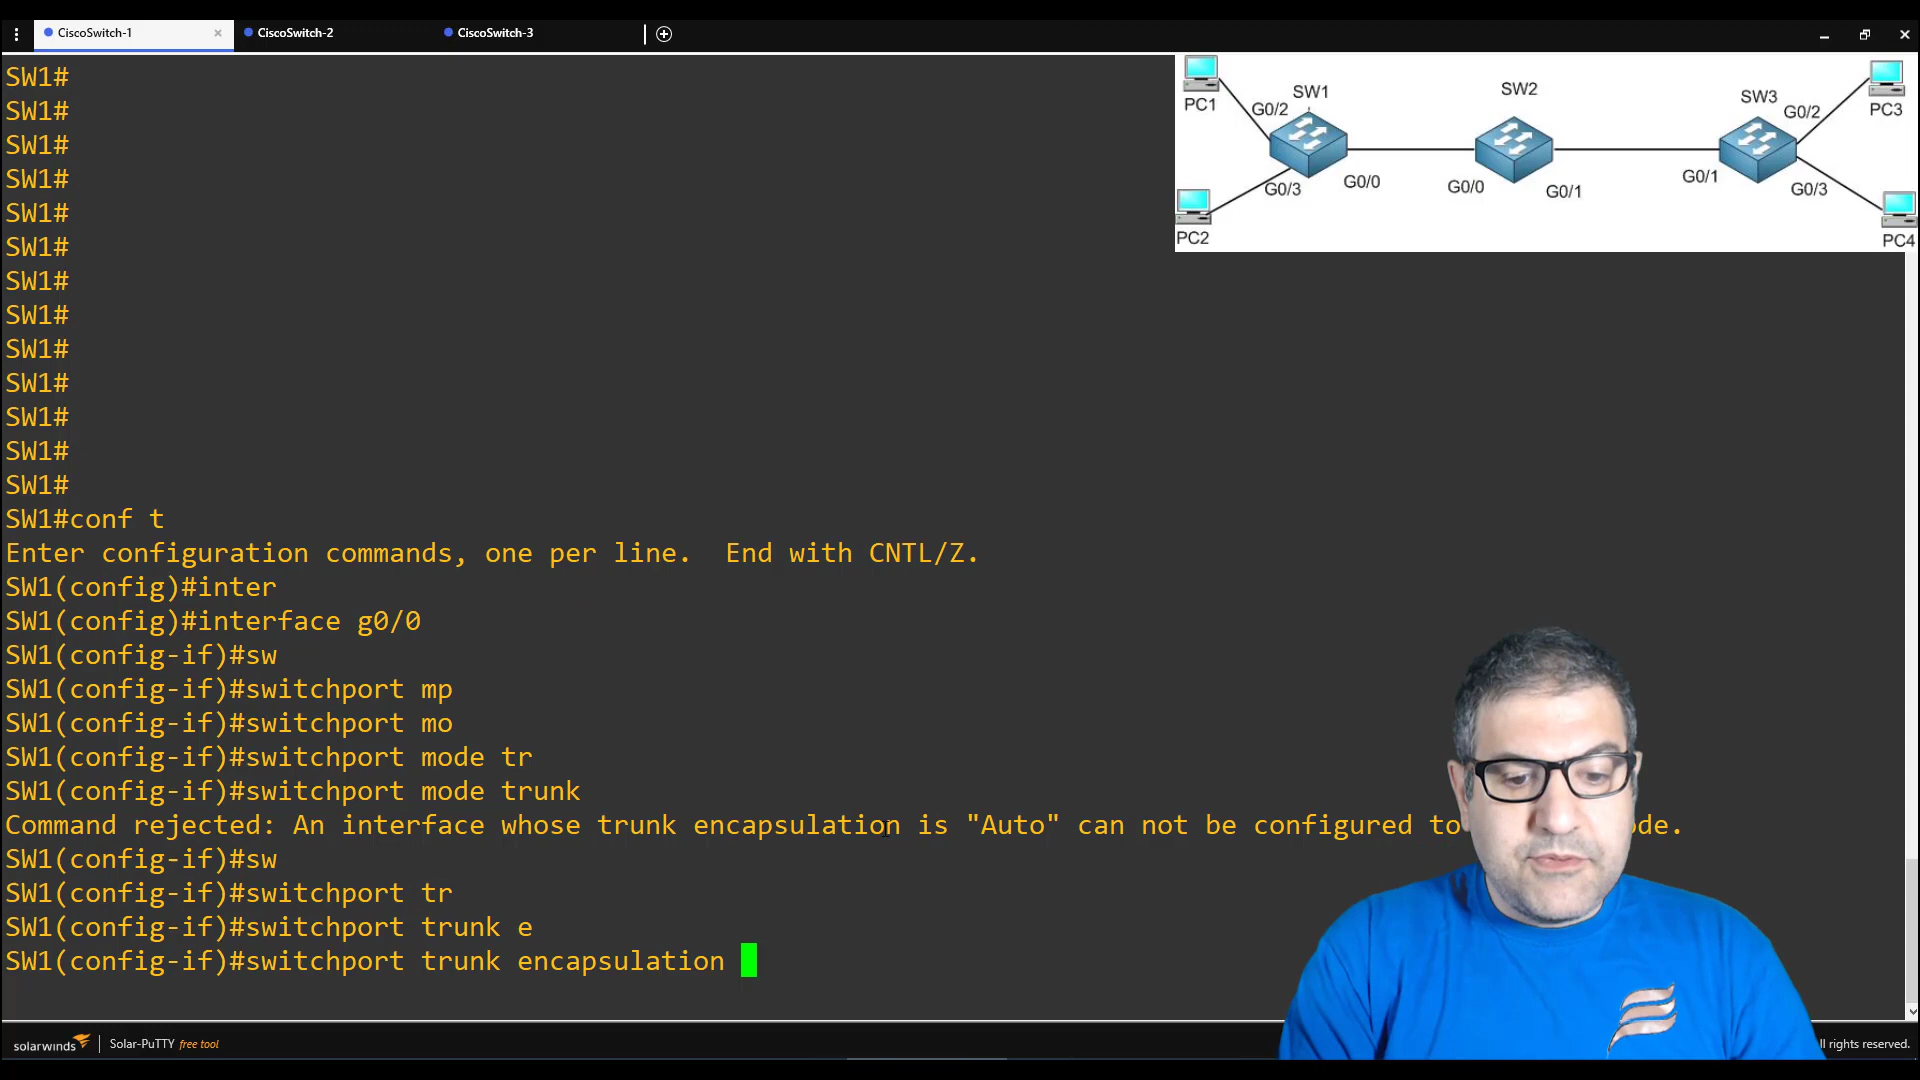 CiscoSwitch-1
CiscoSwitch-2
CiscoSwitch-3
SW1#
SW1#
SW1#
SW1#
SW1#
SW1#
SW1#
SW1#
SW1#
SW1#
SW1#
SW1#
SW1#
SW1#conf t
Enter configuration commands, one per line.  End with CNTL/Z.
SW1(config)#inter
SW1(config)#interface g0/0
SW1(config-if)#sw
SW1(config-if)#switchport mp
SW1(config-if)#switchport mo
SW1(config-if)#switchport mode tr
SW1(config-if)#switchport mode trunk
Command rejected: An interface whose trunk encapsulation is "Auto" can not be configured to
SW1(config-if)#sw
SW1(config-if)#switchport tr
SW1(config-if)#switchport trunk e
SW1(config-if)#switchport trunk encapsulation
PC1
G0/2
SW1
SW2
SW3
G0/2
PC3
G0/3
G0/0
G0/0
G0/1
G0/1
G0/3
PC2
PC4
solarwinds
Solar-PuTTY free tool
rights reserved.